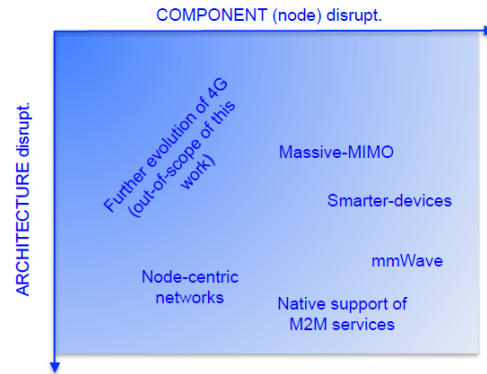 COMPONENT (node) disrupt.
ARCHITECTURE disrupt.
Further evolution of 4G
(out-of-scope of this
work)
Massive-MIMO
Smarter-devices
mmWave
Node-centric
networks
Native support of
M2M services